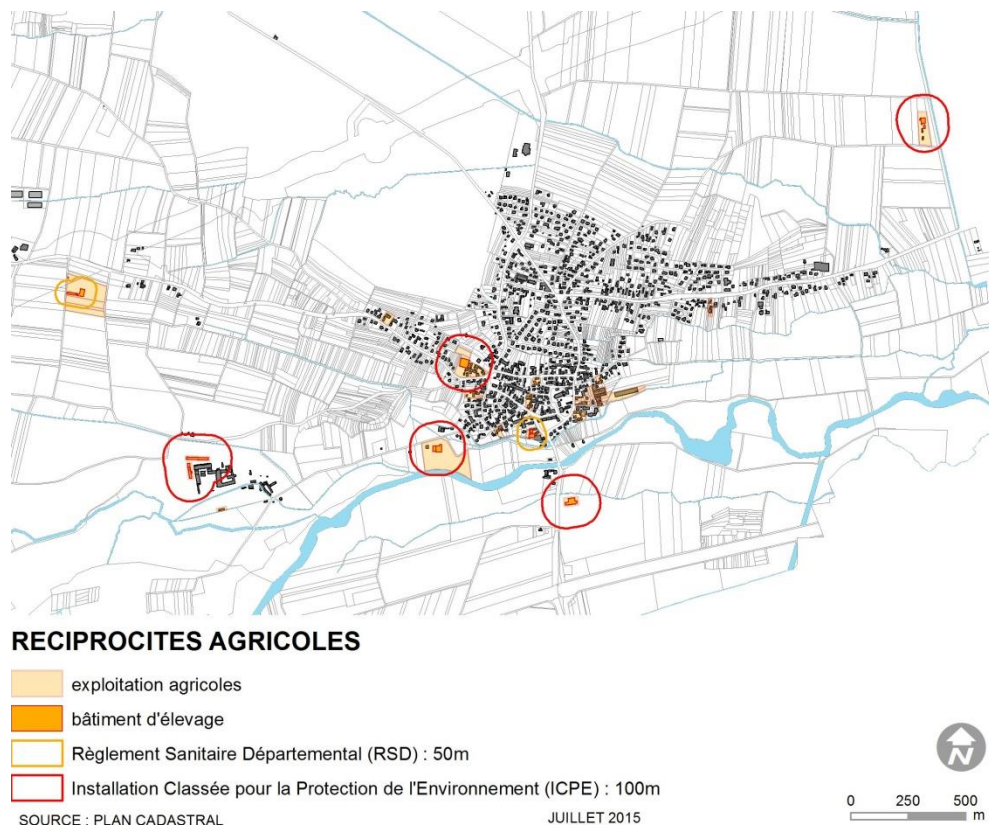 RECIPROCITES AGRICOLES
exploitation agricoles
bâtiment d'élevage
Règlement Sanitaire Départemental (RSD) : 50m
Installation Classée pour la Protection de l'Environnement (ICPE) : 100m
SOURCE : PLAN CADASTRAL
JUILLET 2015
N
0 250 500
m